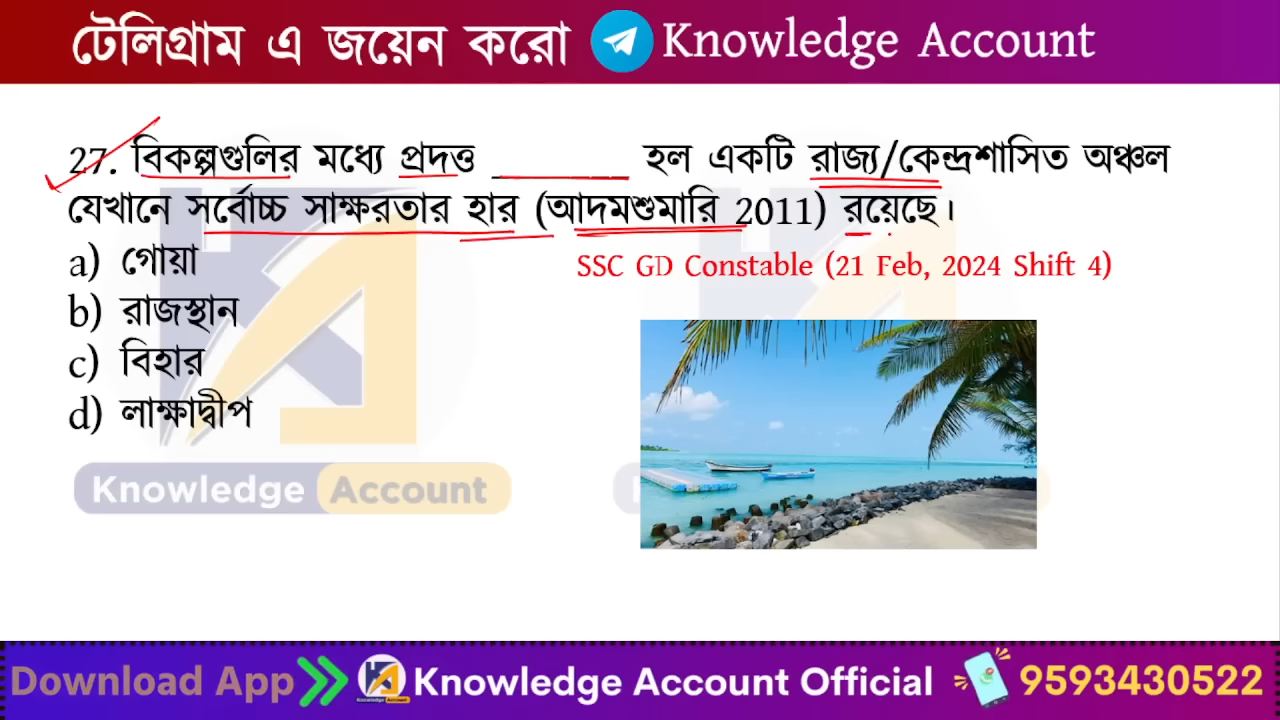 টেলিগ্রাম এ জয়েন করো Knowledge Account
27. বিকল্পগুলির মধ্যে প্রদত্ত ________ হল একটি রাজ্য/কেন্দ্রশাসিত অঞ্চল
যেখানে সর্বোচ্চ সাক্ষরতার হার (আদমশুমারি 2011) রয়েছে।
a) গোয়া
SSC GD Constable (21 Feb, 2024 Shift 4)
b) রাজস্থান
c) বিহার
d) লাক্ষাদ্বীপ
Knowledge Account
Download App Knowledge Account Official 9593430522